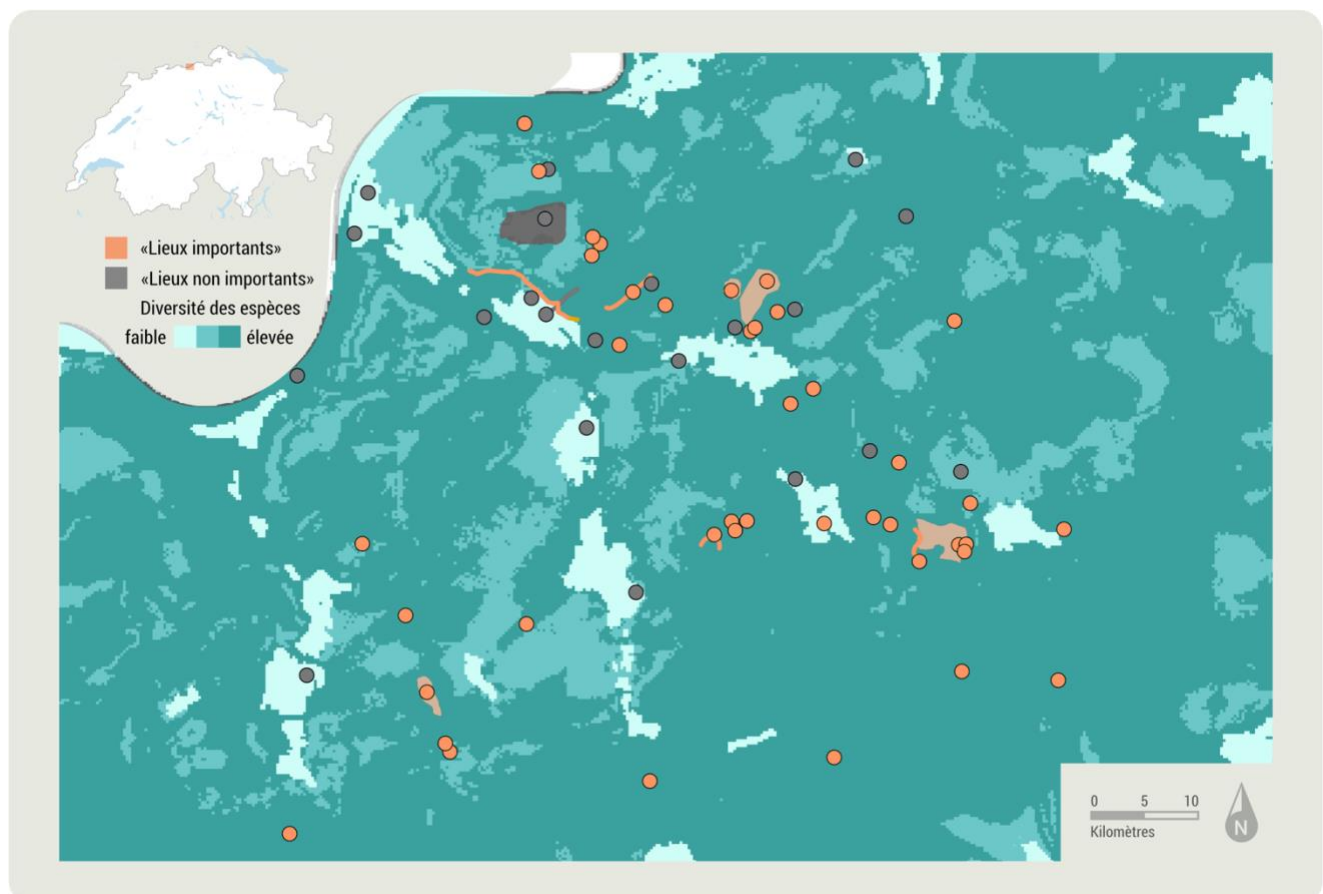 «Lieux importants»
«Lieux non importants»
Diversité des espèces
faible élevée
0 5 10
Kilomètres
N